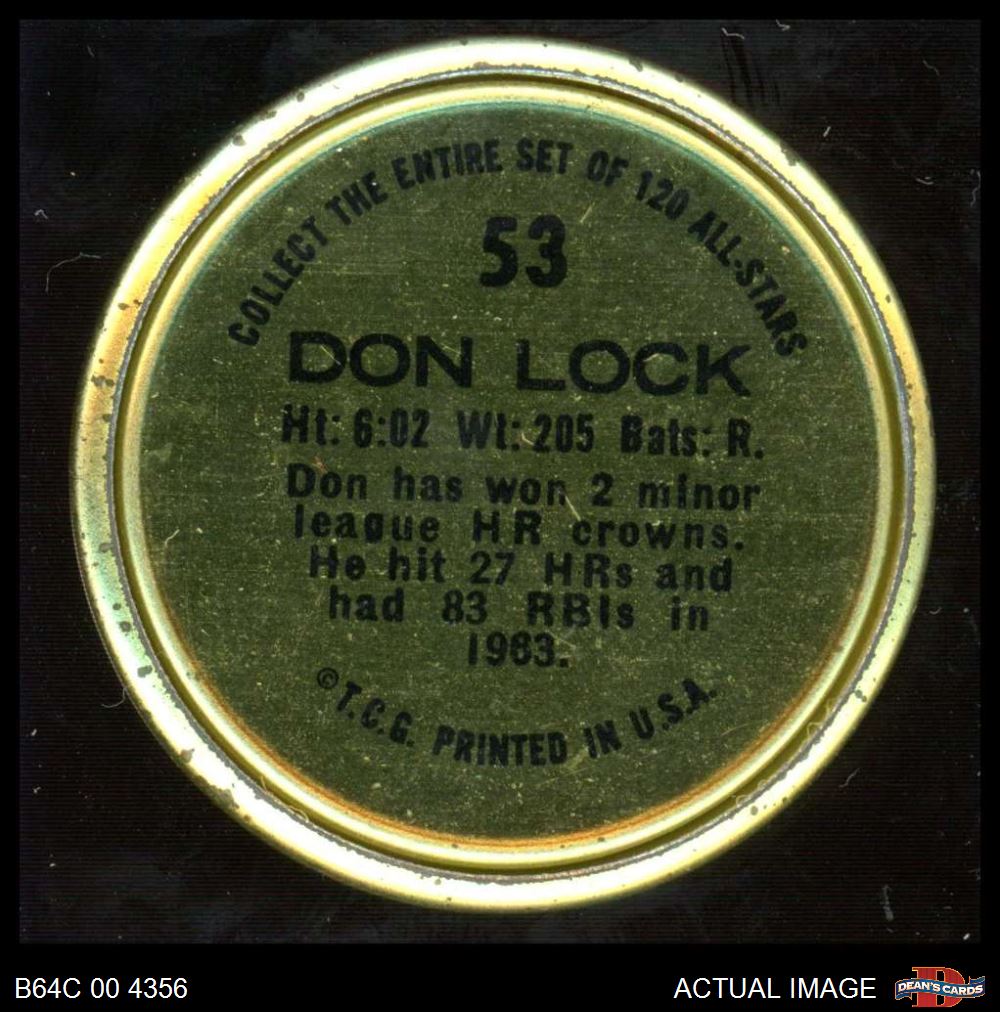 COLLECT THE ENTIRE SET OF 120 ALL-STARS
53
DON LOCK
Ht: 6:02 Wt: 205 Bats: R.
Don has won 2 minor
league HR crowns.
He hit 27 HRs and
had 83 RBIs in
1963.
© T.C.G. PRINTED IN U.S.A.
B64C 00 4356
ACTUAL IMAGE
D
DEAN'S CARDS